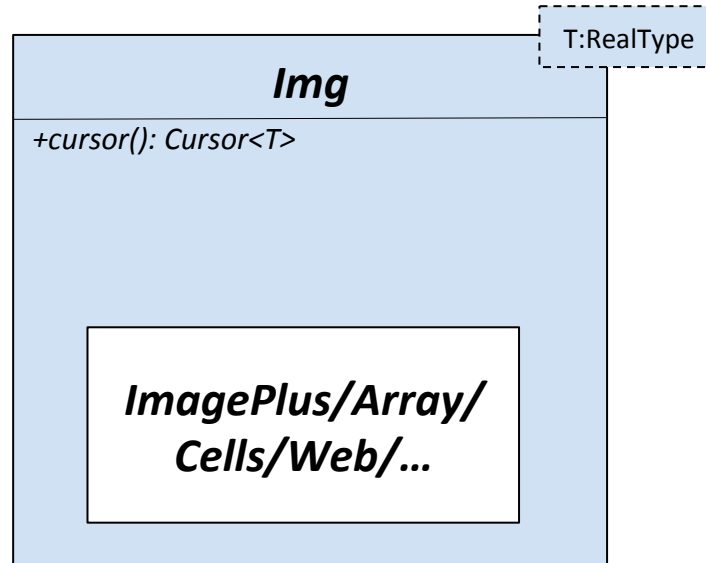 T:RealType
Img
+cursor(): Cursor<T>
ImagePlus/Array/
Cells/Web/…